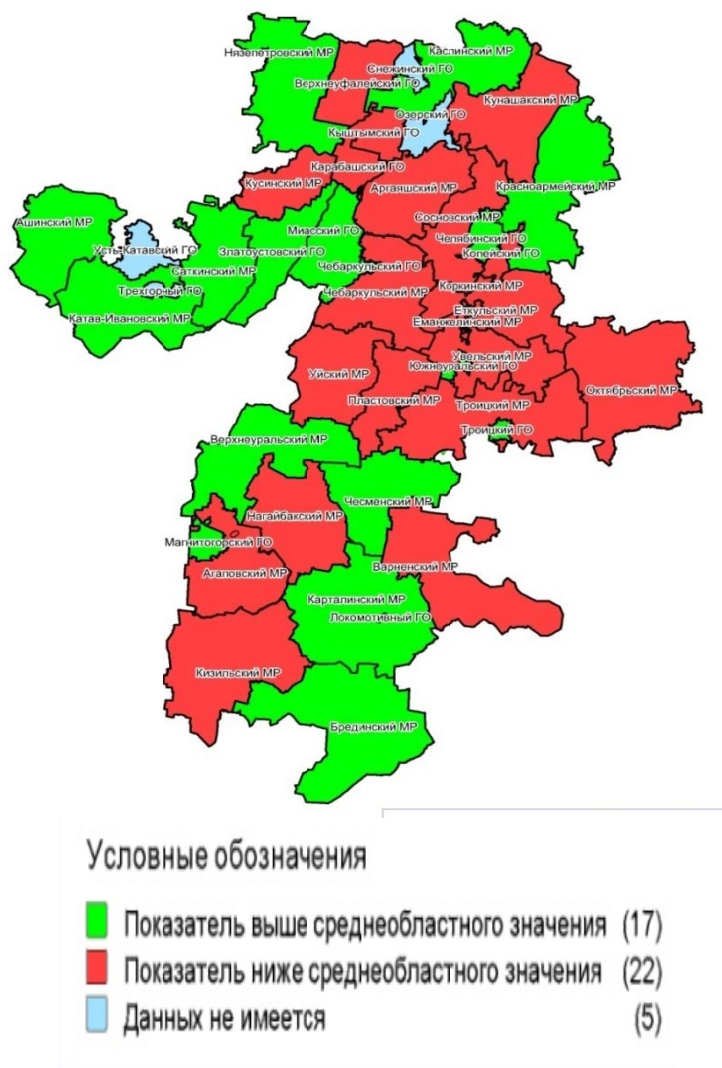 Нязепетровский МР
Каслинский МР
Снежинский ГО
Верхнеуфалейский ГО
Кунашакский МР
Озерский ГО
Кыштымский ГО
Карабашский ГО
Кусинский МР
Аргаяшский МР
Красноармейский МР
Сосновский МР
Ашинский МР
Миасский ГО
Челябинский ГО
Усть-Катавский ГО
Златоустовский ГО
Копейский ГО
Саткинский МР
Чебаркульский ГО
Трехгорный ГО
Чебаркульский МР
Коркинский МР
Катав-Ивановский МР
Еткульский МР
Еманжелинский МР
Увельский МР
Южноуральский ГО
Уйский МР
Октябрьский МР
Пластовский МР
Троицкий МР
Троицкий ГО
Верхнеуральский МР
Чесменский МР
Нагайбакский МР
Магнитогорский ГО
Варненский МР
Агаповский МР
Карталинский МР
Локомотивный ГО
Кизильский МР
Брединский МР
Условные обозначения
Показатель выше среднеобластного значения (17)
Показатель ниже среднеобластного значения (22)
Данных не имеется (5)